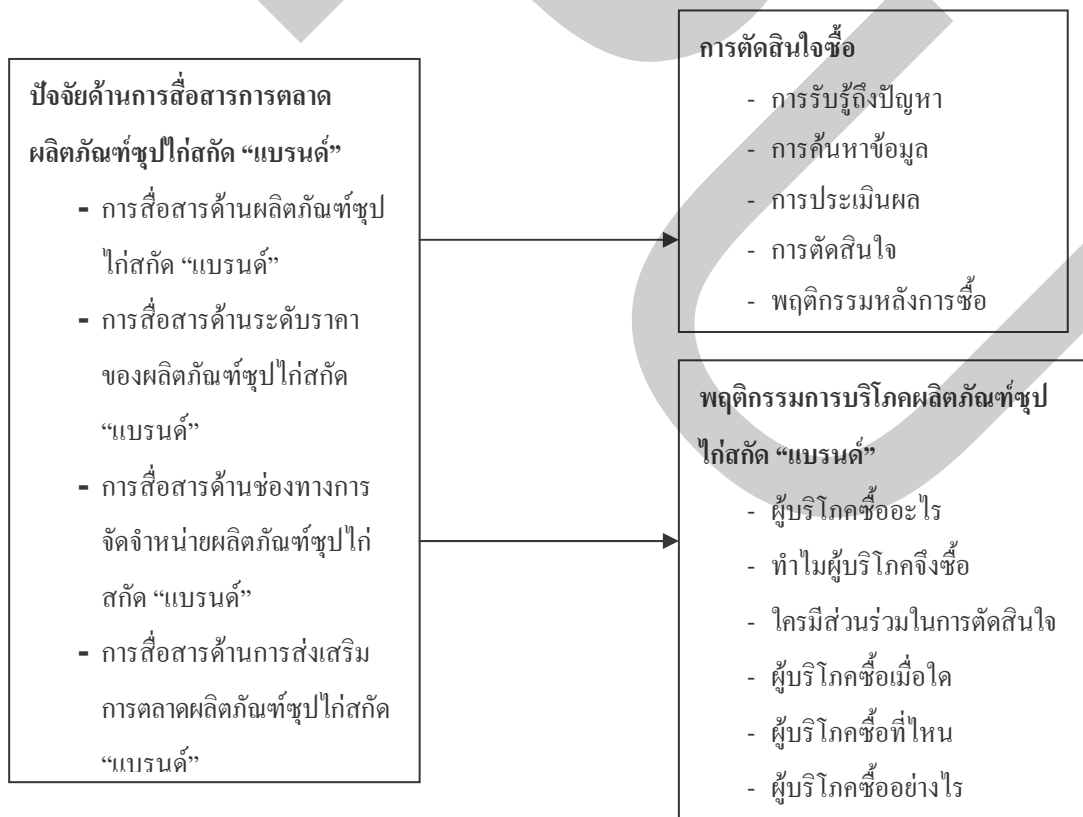 ปัจจัยด้านการสื่อสารการตลาด
ผลิตภัณฑ์ซุปไก่สกัด “แบรนด์”
- การสื่อสารด้านผลิตภัณฑ์ซุป
ไก่สกัด “แบรนด์”
- การสื่อสารด้านระดับราคา
ของผลิตภัณฑ์ซุปไก่สกัด
“แบรนด์”
- การสื่อสารด้านช่องทางการ
จัดจำหน่ายผลิตภัณฑ์ซุปไก่
สกัด “แบรนด์”
- การสื่อสารด้านการส่งเสริม
การตลาดผลิตภัณฑ์ซุปไก่สกัด
“แบรนด์”
การตัดสินใจซื้อ
- การรับรู้ถึงปัญหา
- การค้นหาข้อมูล
- การประเมินผล
- การตัดสินใจ
- พฤติกรรมหลังการซื้อ
พฤติกรรมการบริโภคผลิตภัณฑ์ซุป
ไก่สกัด “แบรนด์”
- ผู้บริโภคซื้ออะไร
- ทำไมผู้บริโภคจึงซื้อ
- ใครมีส่วนร่วมในการตัดสินใจ
- ผู้บริโภคซื้อเมื่อใด
- ผู้บริโภคซื้อที่ไหน
- ผู้บริโภคซื้ออย่างไร